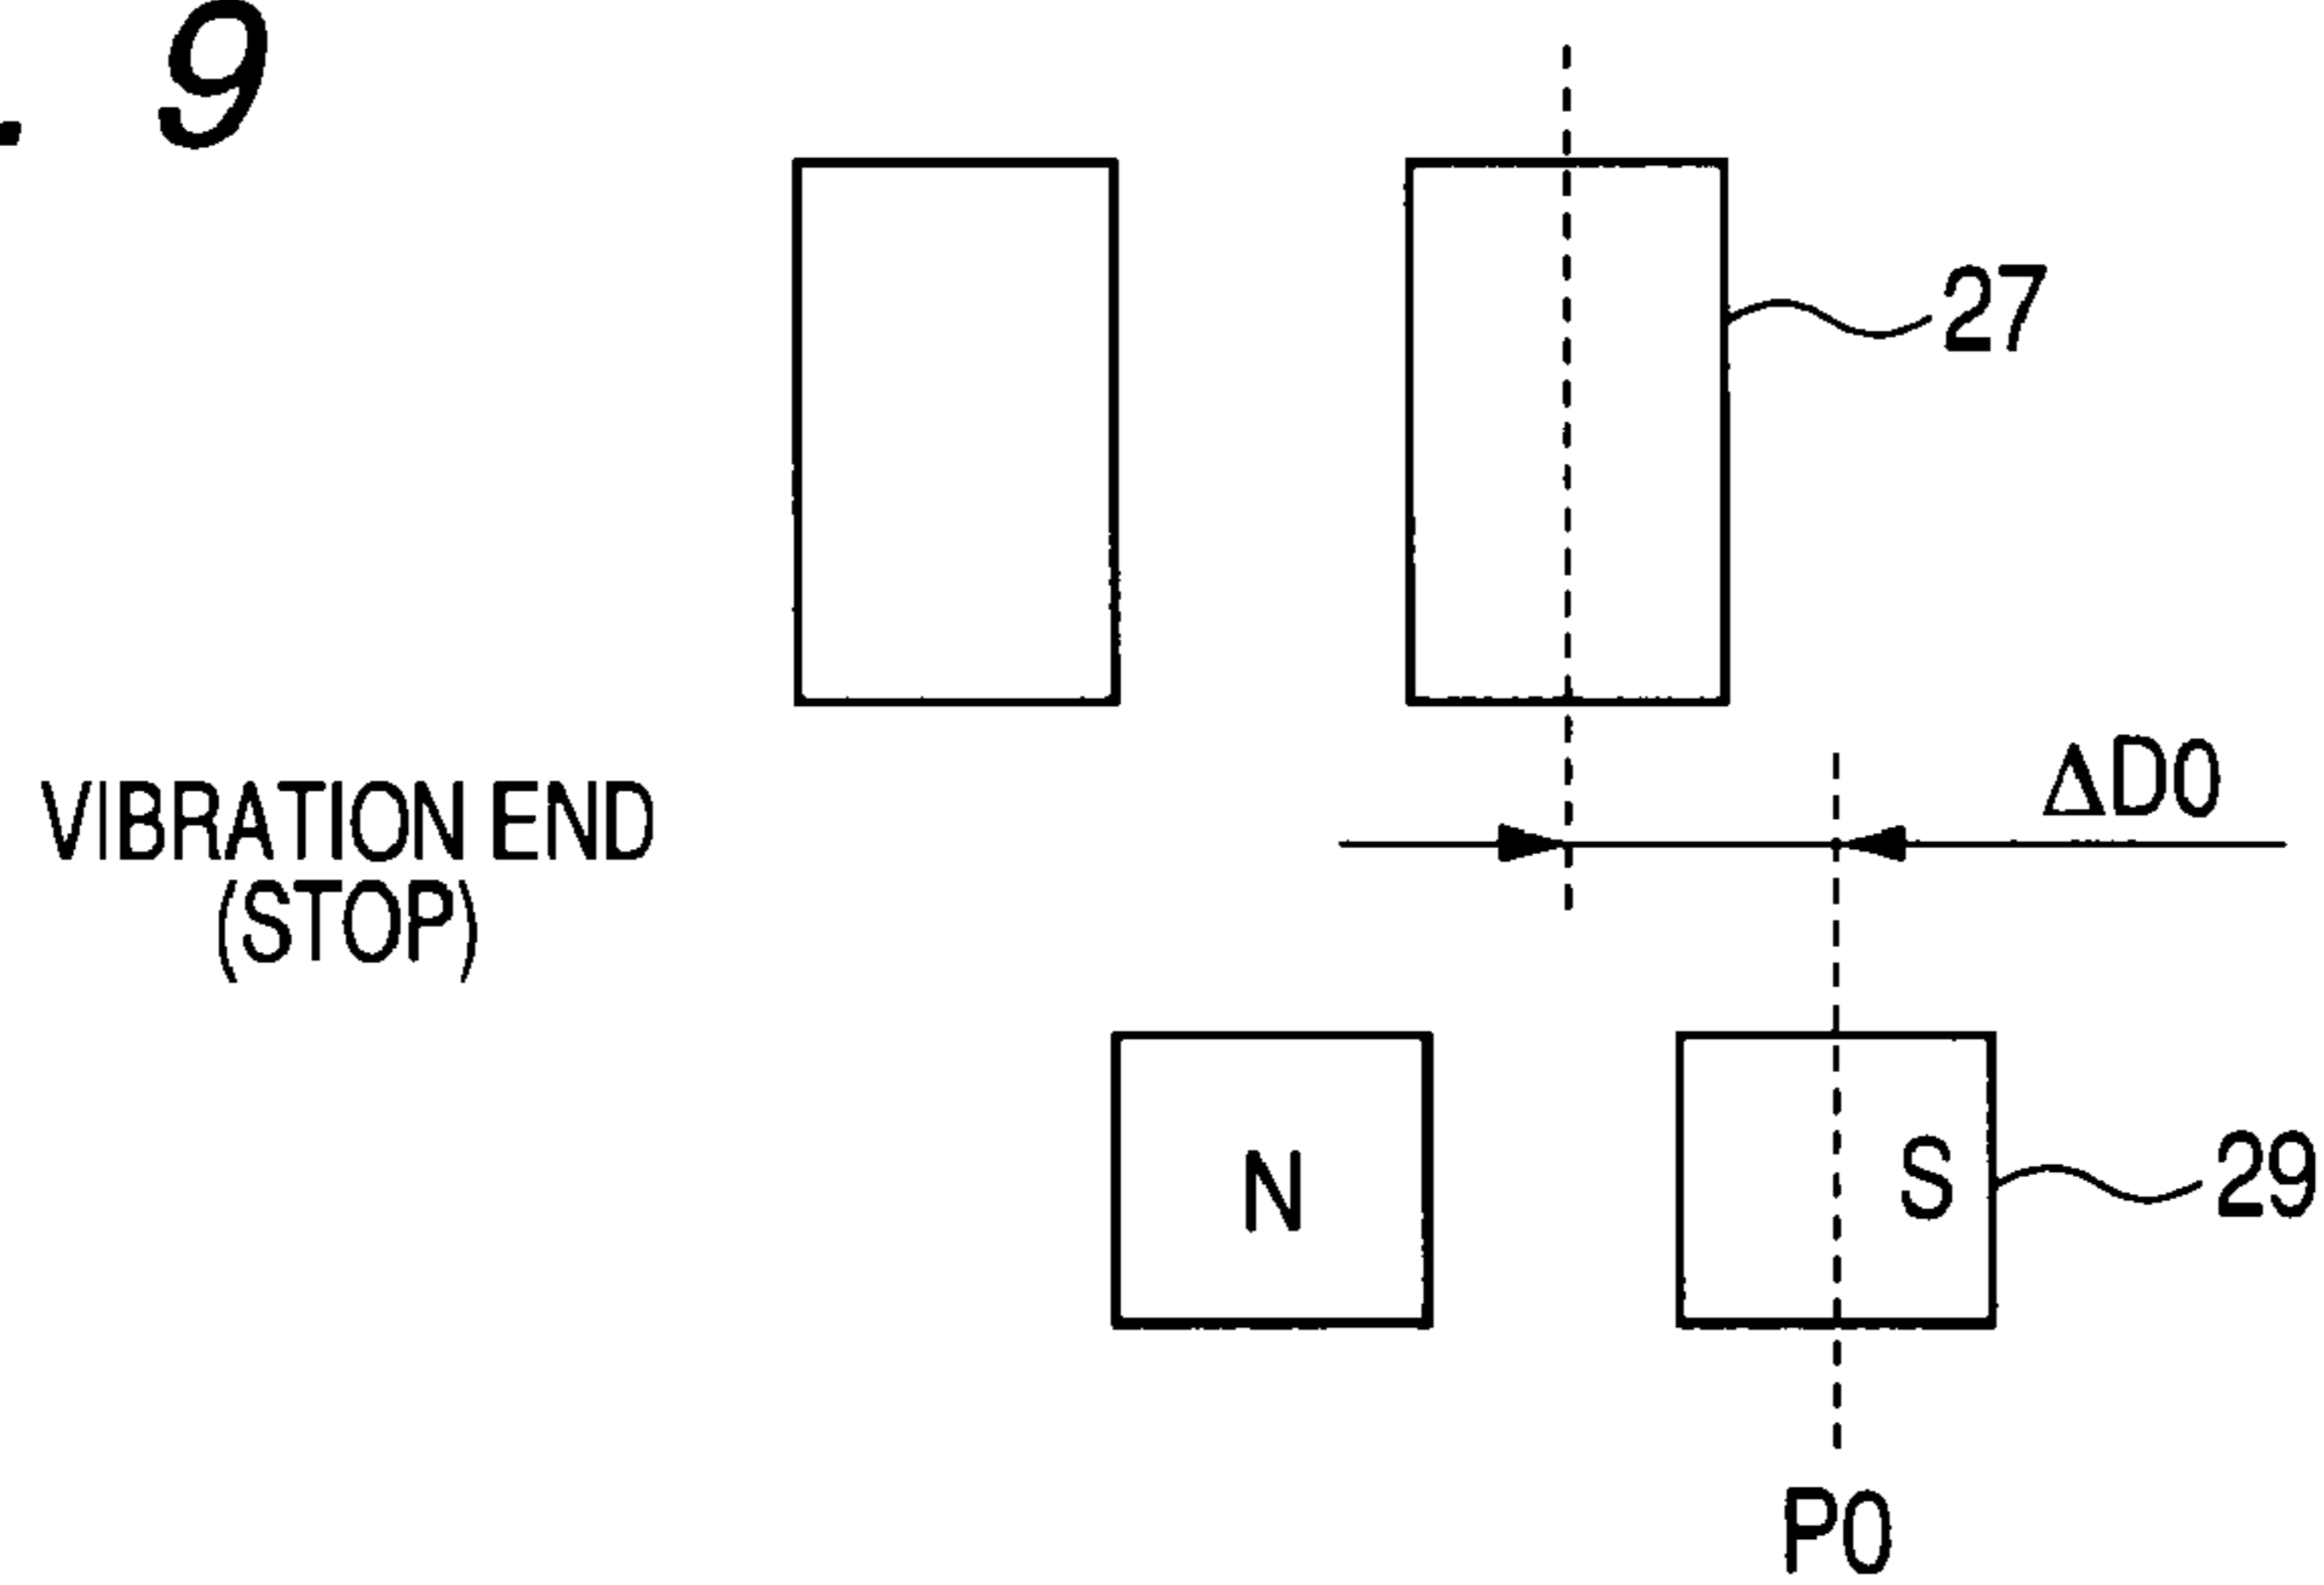 . 9
27
ΔD0
VIBRATION END
(STOP)
N
S
29
P0